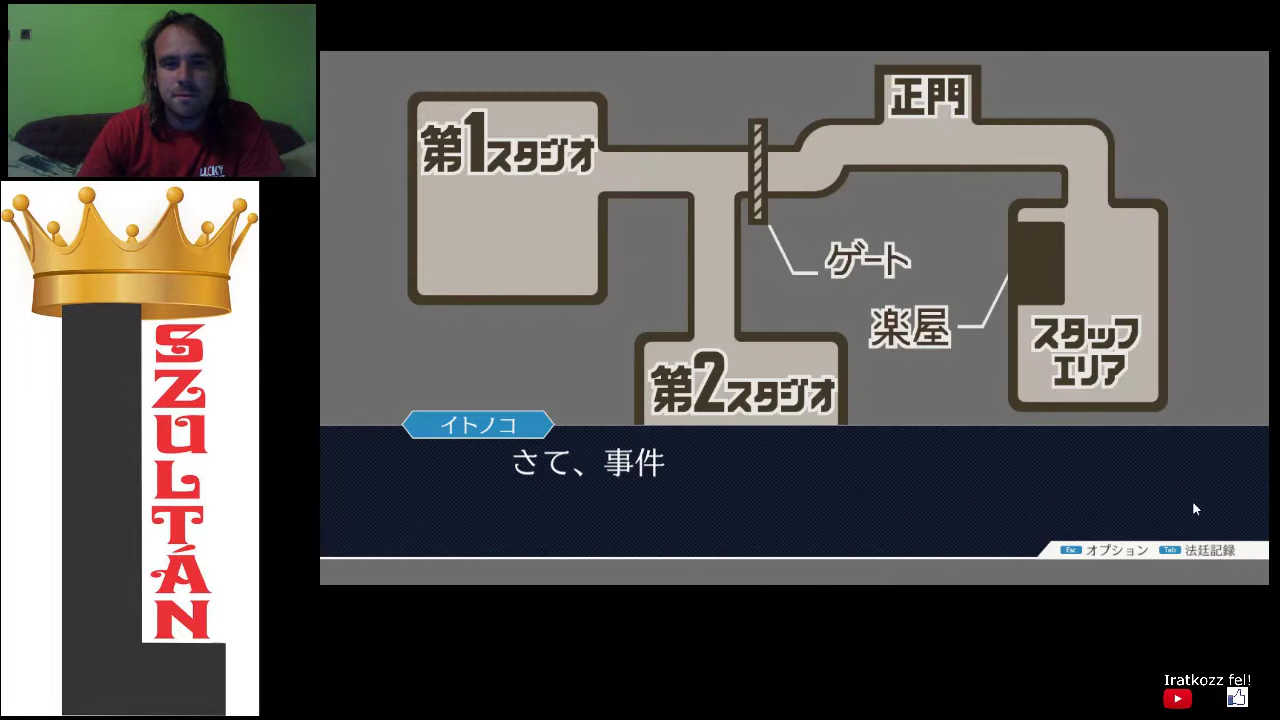 LUCKY
SZULTÁN
正門
第1スタジオ
ゲート
楽屋
スタッフ
エリア
第2スタジオ
イトノコ
さて、事件
Esc オプション Tab 法廷記録
Iratkozz fel!